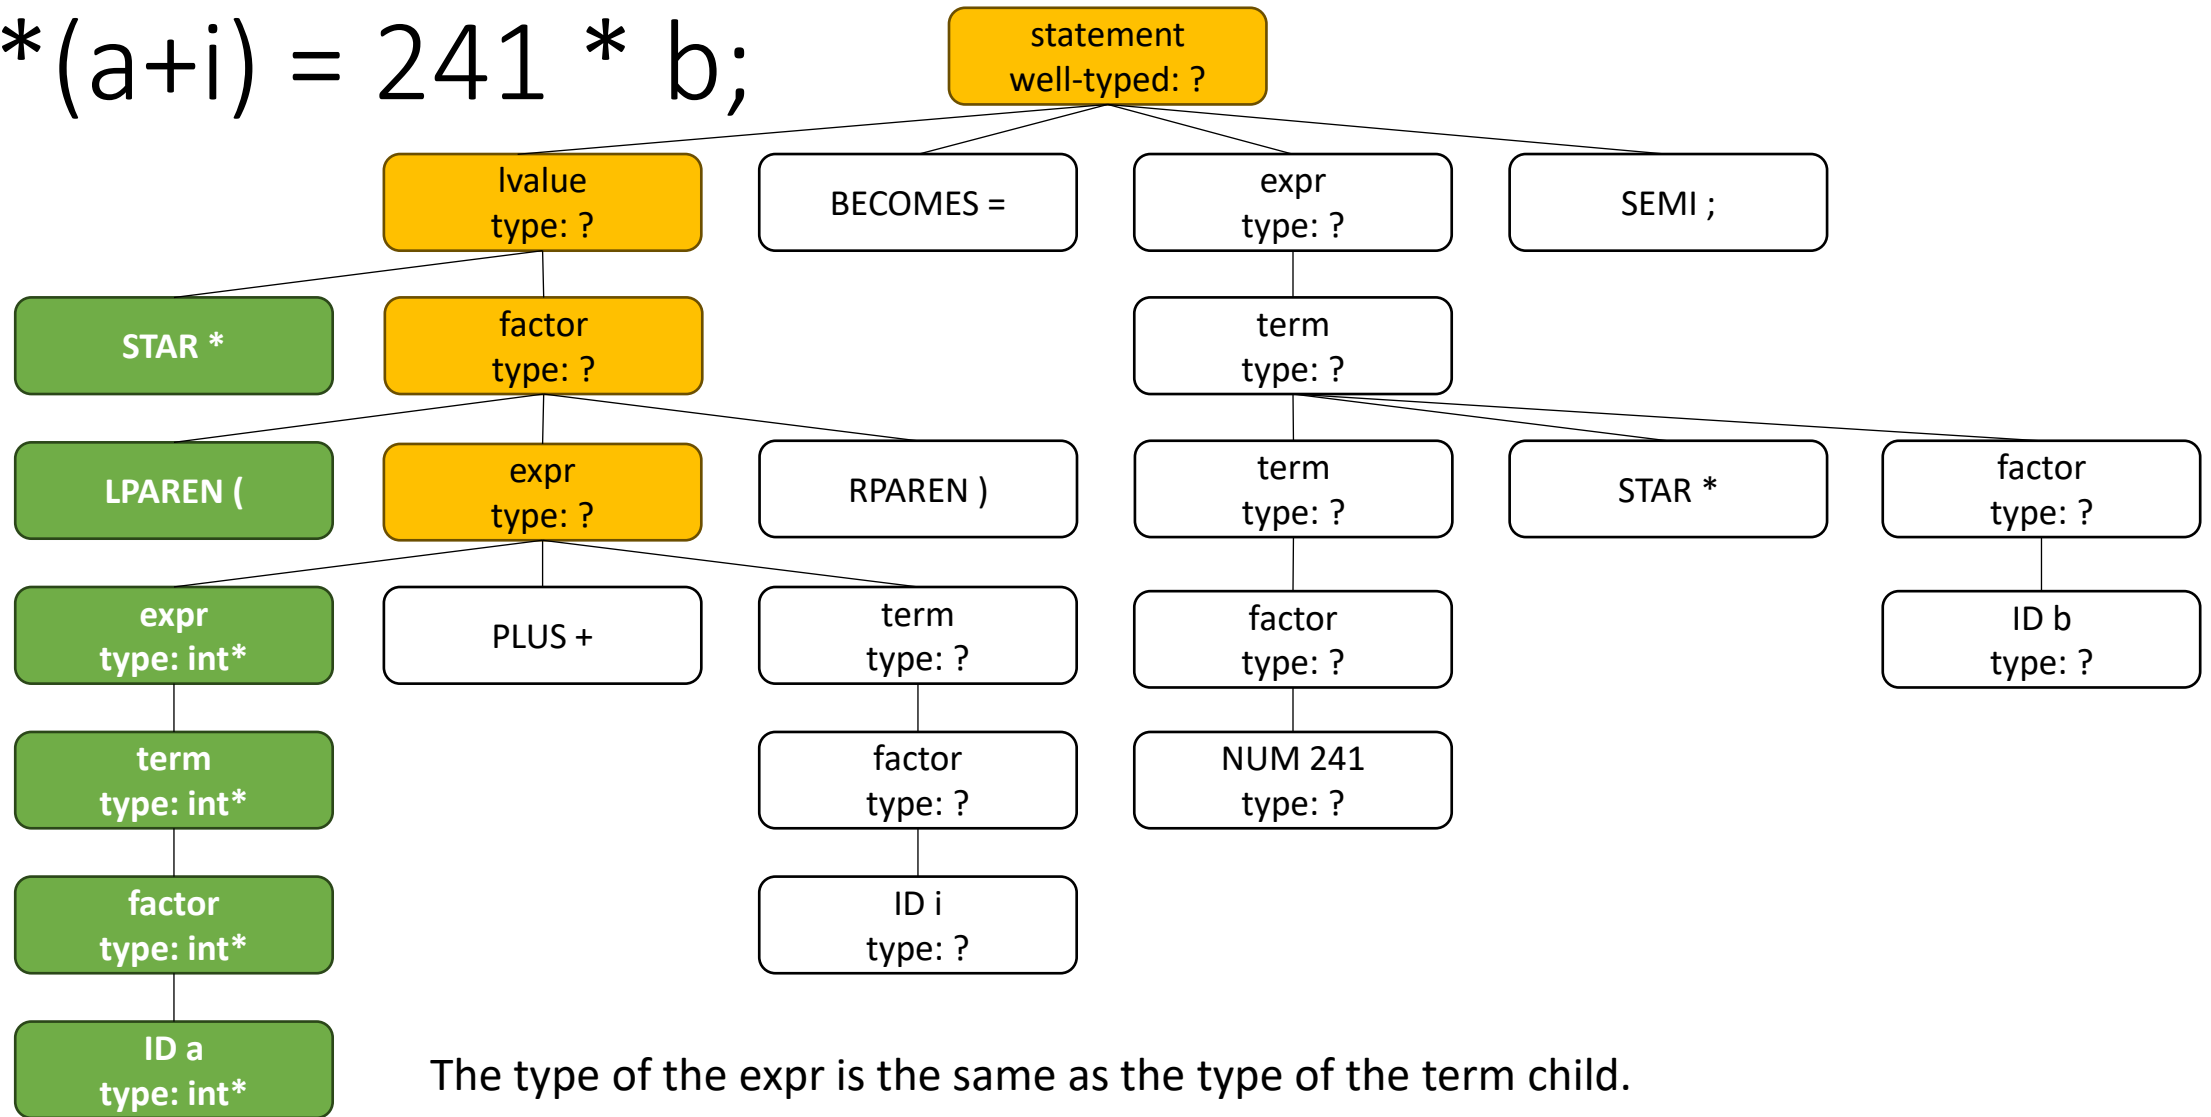 *(a+i) = 241 * b;
statement
well-typed: ?
lvalue
type: ?
BECOMES =
expr
type: ?
SEMI ;
STAR *
factor
type: ?
term
type: ?
LPAREN (
expr
type: ?
RPAREN )
term
type: ?
STAR *
factor
type: ?
expr
type: int*
PLUS +
term
type: ?
factor
type: ?
ID b
type: ?
term
type: int*
factor
type: ?
NUM 241
type: ?
factor
type: int*
ID i
type: ?
ID a
type: int*
The type of the expr is the same as the type of the term child.